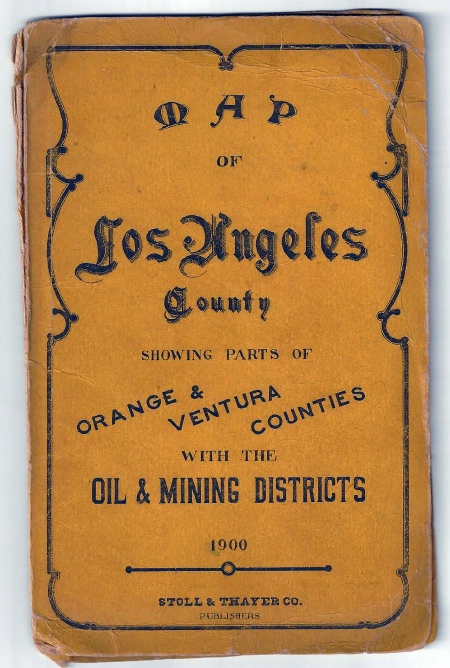 MAP
OF
Los Angeles
County
SHOWING PARTS OF
ORANGE &
VENTURA
COUNTIES
WITH THE
OIL & MINING DISTRICTS
1900
STOLL & THAYER CO.
PUBLISHERS